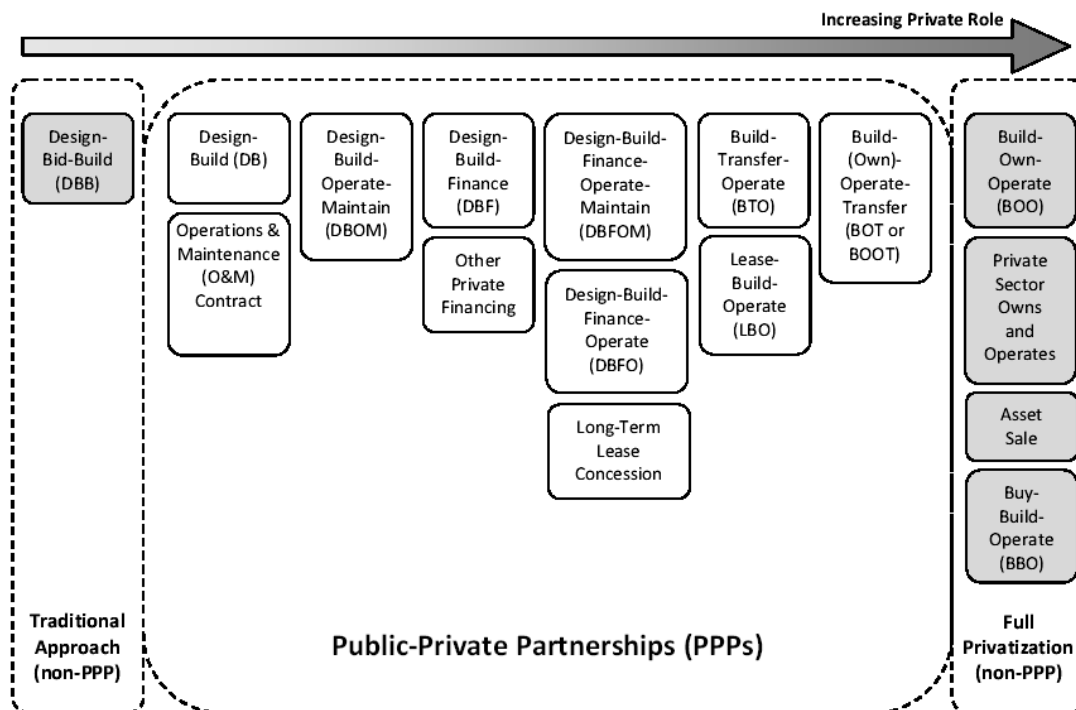 Increasing Private Role
Design-
Bid-Build
(DBB)
Design-
Build (DB)
Operations &
Maintenance
(O&M)
Contract
Design-
Build-
Operate-
Maintain
(DBOM)
Design-
Build-
Finance
(DBF)
Other
Private
Financing
Design-Build-
Finance-
Operate-
Maintain
(DBFOM)
Design-Build-
Finance-
Operate
(DBFO)
Long-Term
Lease
Concession
Build-
Transfer-
Operate
(BTO)
Lease-
Build-
Operate
(LBO)
Build-
(Own)-
Operate-
Transfer
(BOT or
BOOT)
Build-
Own-
Operate
(BOO)
Private
Sector
Owns
and
Operates
Asset
Sale
Buy-
Build-
Operate
(BBO)
Traditional
Approach
(non-PPP)
Public-Private Partnerships (PPPs)
Full
Privatization
(non-PPP)